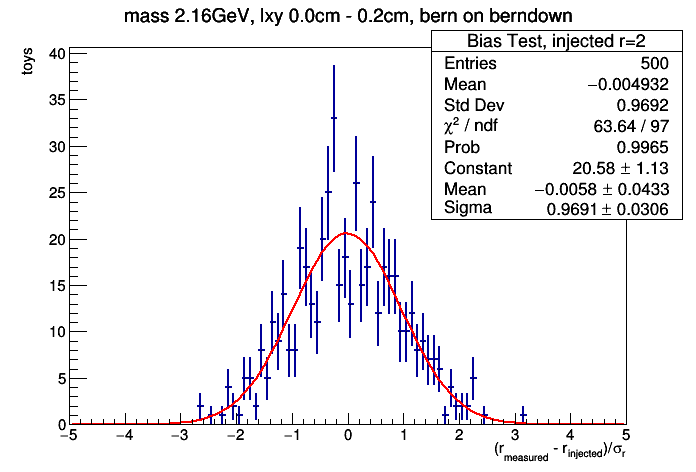 mass 2.16GeV, lxy 0.0cm - 0.2cm, bern on berndown
Bias Test, injected r=2
Entries 500
Mean −0.004932
Std Dev 0.9692
χ² / ndf 63.64 / 97
Prob 0.9965
Constant 20.58 ± 1.13
Mean −0.0058 ± 0.0433
Sigma 0.9691 ± 0.0306
toys
40
35
30
25
20
15
10
5
0
−5 −4 −3 −2 −1 0 1 2 3 4 5
(r_measured - r_injected)/σ_r